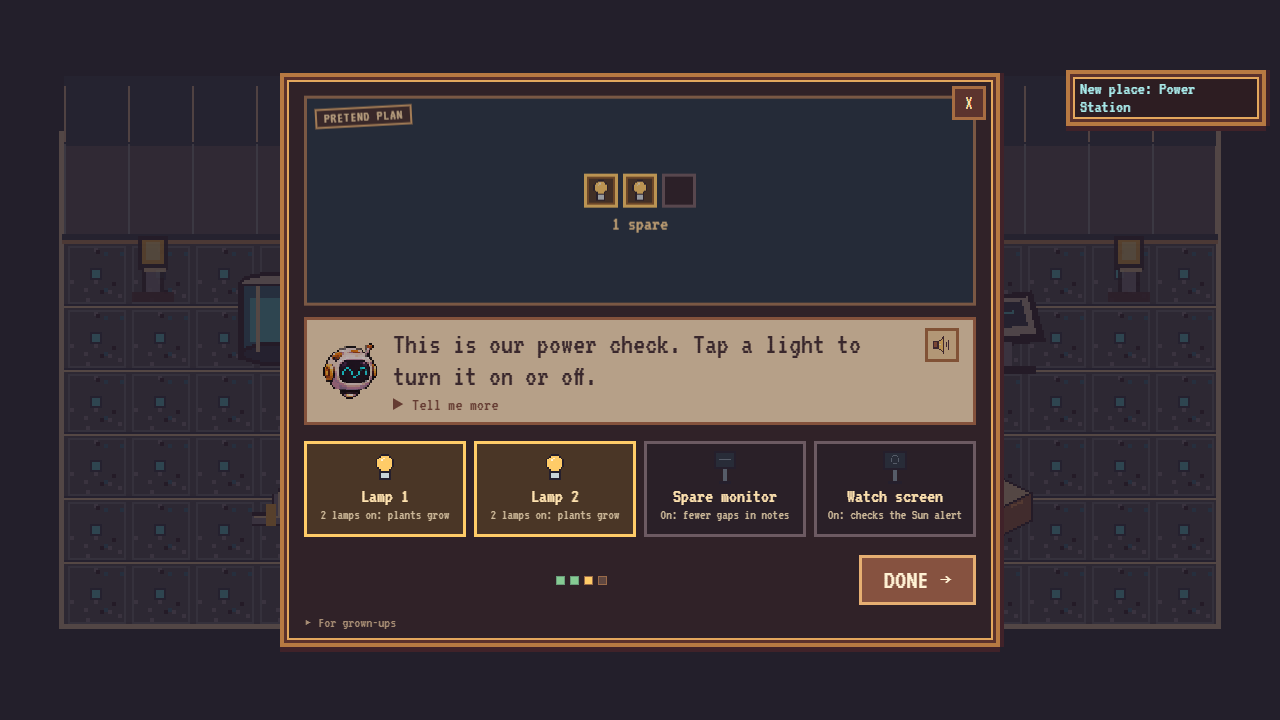 PRETEND PLAN
X
New place: Power
Station
1 spare
This is our power check. Tap a light to
turn it on or off.
Tell me more
Lamp 1
2 lamps on: plants grow
Lamp 2
2 lamps on: plants grow
Spare monitor
On: fewer gaps in notes
Watch screen
On: checks the Sun alert
DONE →
For grown-ups